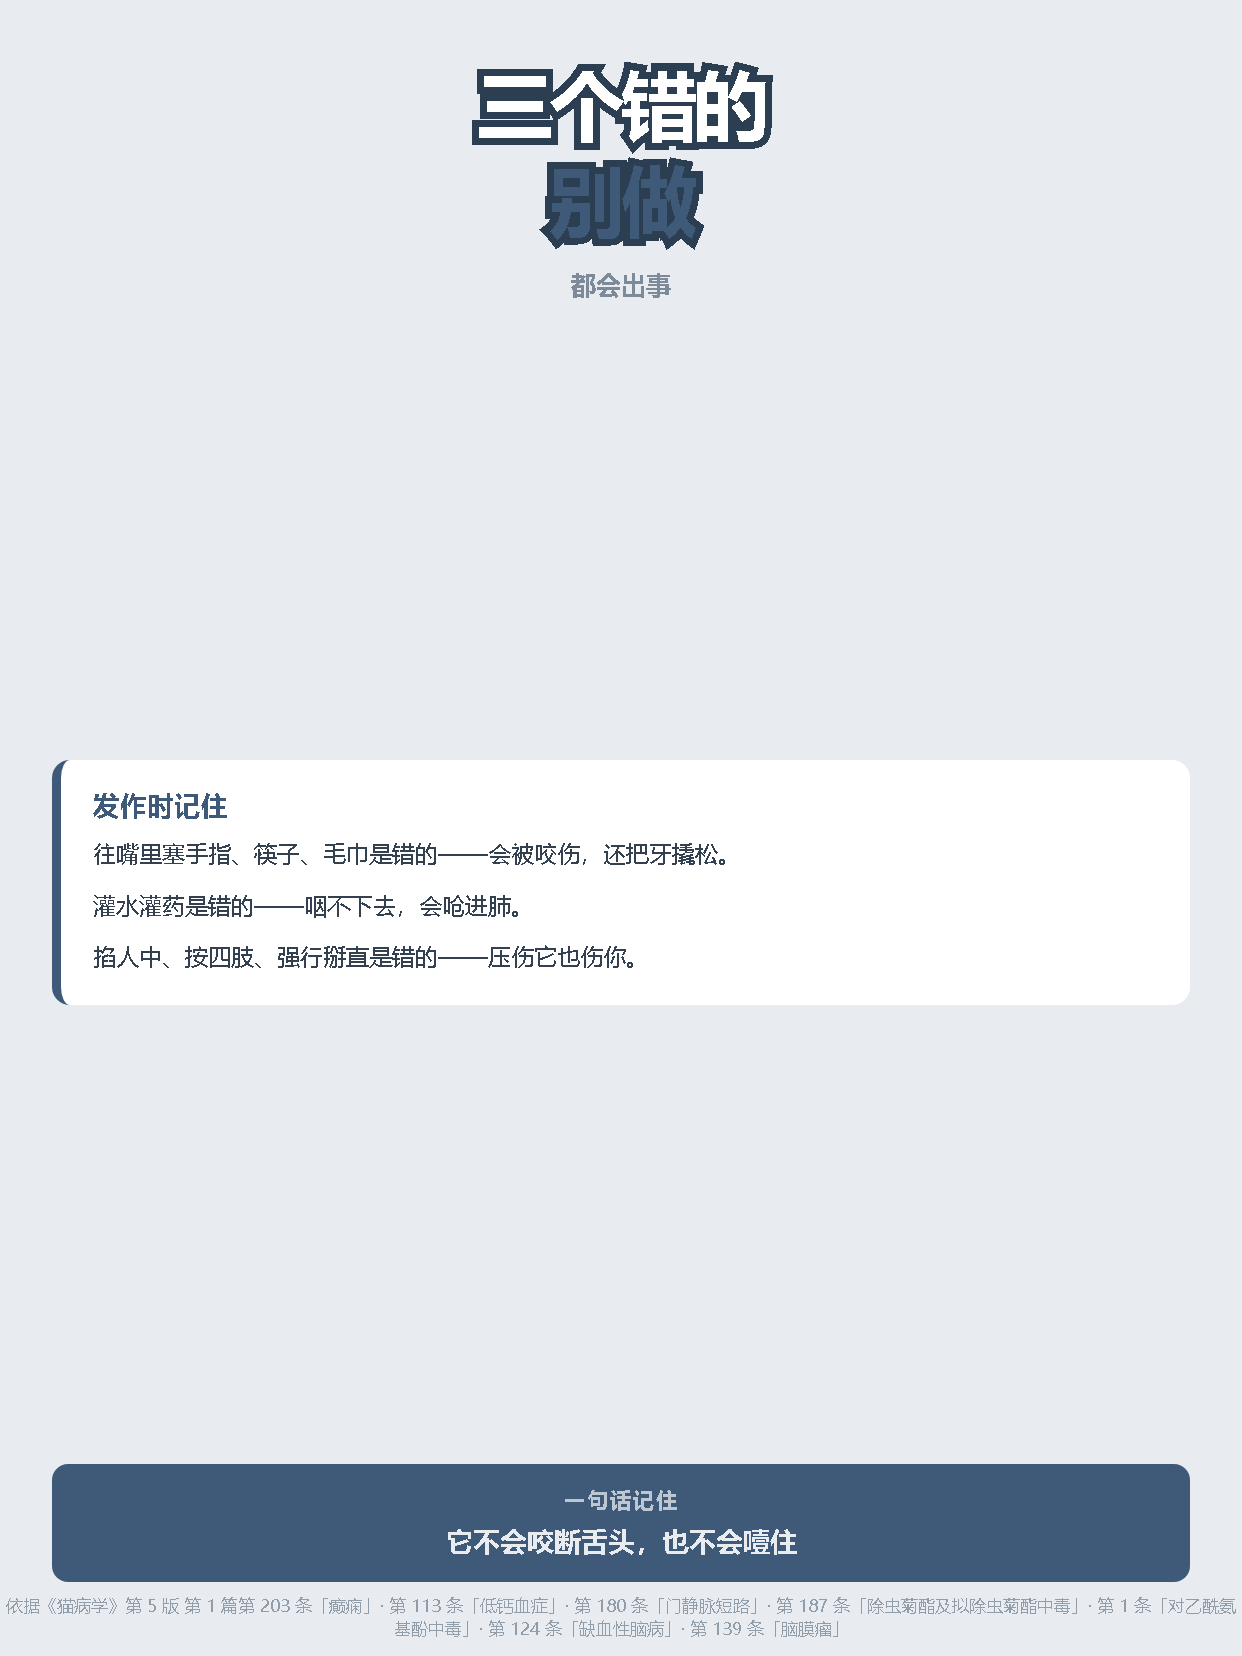 三个错的
别做
都会出事
发作时记住
往嘴里塞手指、筷子、毛巾是错的——会被咬伤，还把牙撬松。
灌水灌药是错的——咽不下去，会呛进肺。
掐人中、按四肢、强行掰直是错的——压伤它也伤你。
一句话记住
它不会咬断舌头，也不会噎住
依据《猫病学》第 5 版 第 1 篇第 203 条「癫痫」· 第 113 条「低钙血症」· 第 180 条「门静脉短路」· 第 187 条「除虫菊酯及拟除虫菊酯中毒」· 第 1 条「对乙酰氨
基酚中毒」· 第 124 条「缺血性脑病」· 第 139 条「脑膜瘤」